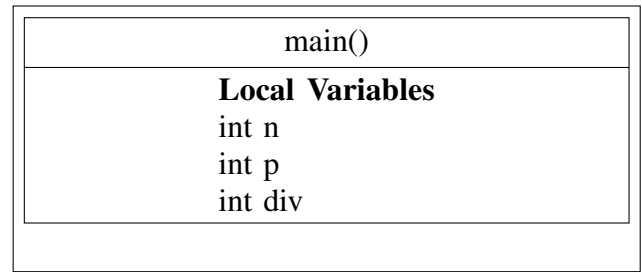 main()
Local Variables
int n
int p
int div